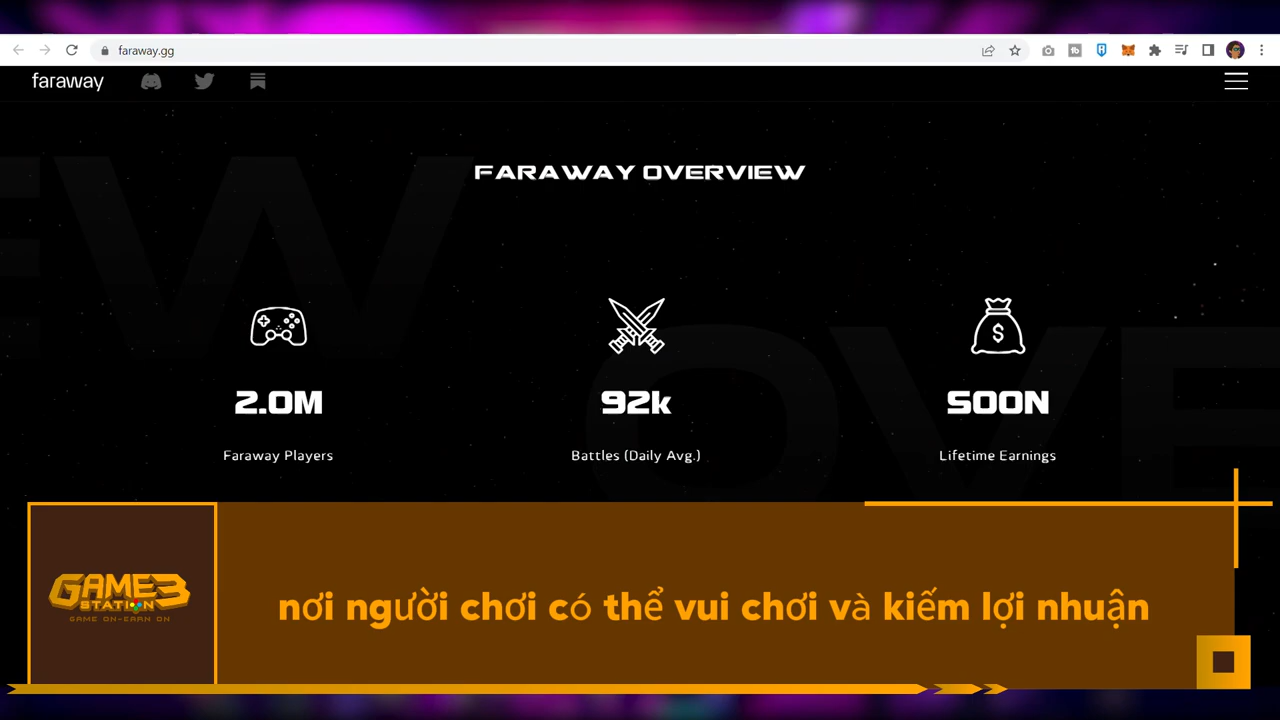 faraway.gg
faraway
FARAWAY OVERVIEW
2.0M
92k
SOON
Faraway Players
Battles (Daily Avg.)
Lifetime Earnings
GAME3
STATION
GAME ON-EARN ON
nơi người chơi có thể vui chơi và kiếm lợi nhuận